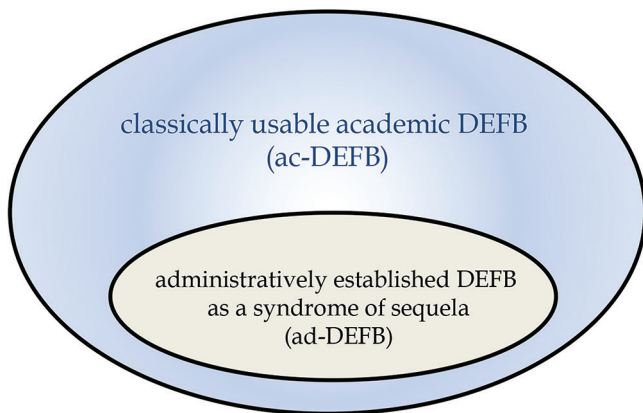 classically usable academic DEFB
(ac-DEFB)
administratively established DEFB
as a syndrome of sequela
(ad-DEFB)